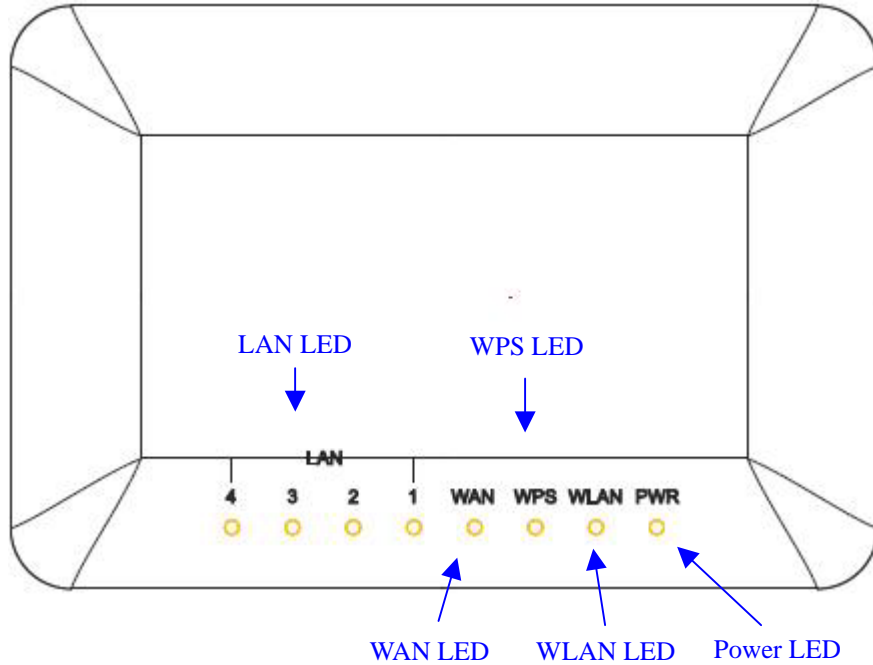 LAN LED WPS LED
LAN
4 3 2 1 WAN WPS WLAN PWR
WAN LED WLAN LED Power LED